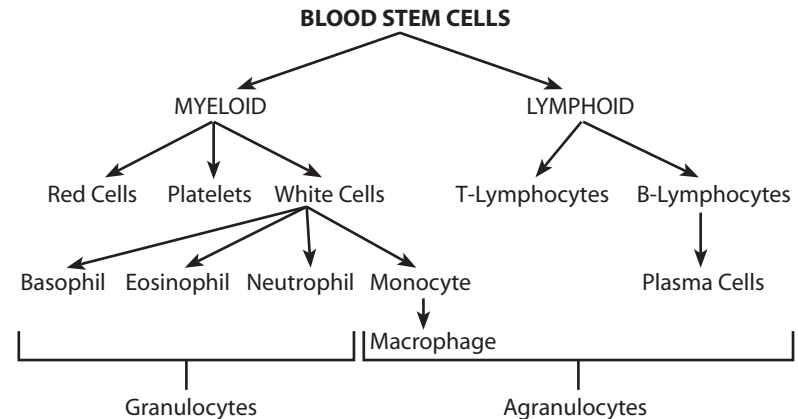 BLOOD STEM CELLS
MYELOID LYMPHOID
Red Cells Platelets White Cells T-Lymphocytes B-Lymphocytes
Basophil Eosinophil Neutrophil Monocyte Plasma Cells
Macrophage
Granulocytes Agranulocytes